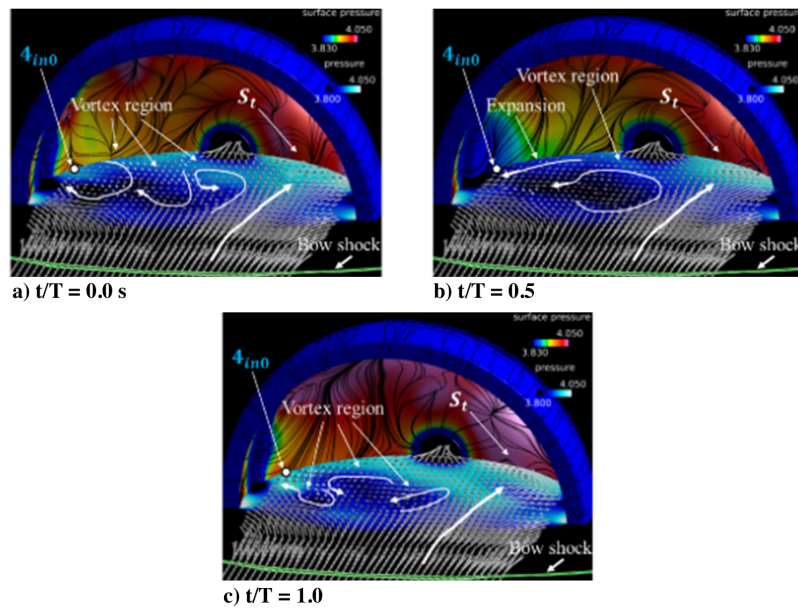 surface pressure
4.050
3.830
pressure
4.050
3.800
4in0
Vortex region
St
Bow shock
a) t/T = 0.0 s
surface pressure
4.050
3.830
pressure
4.050
3.800
4in0
Vortex region
Expansion
St
Bow shock
b) t/T = 0.5
surface pressure
4.050
3.830
pressure
4.050
3.800
4in0
Vortex region
St
Bow shock
c) t/T = 1.0